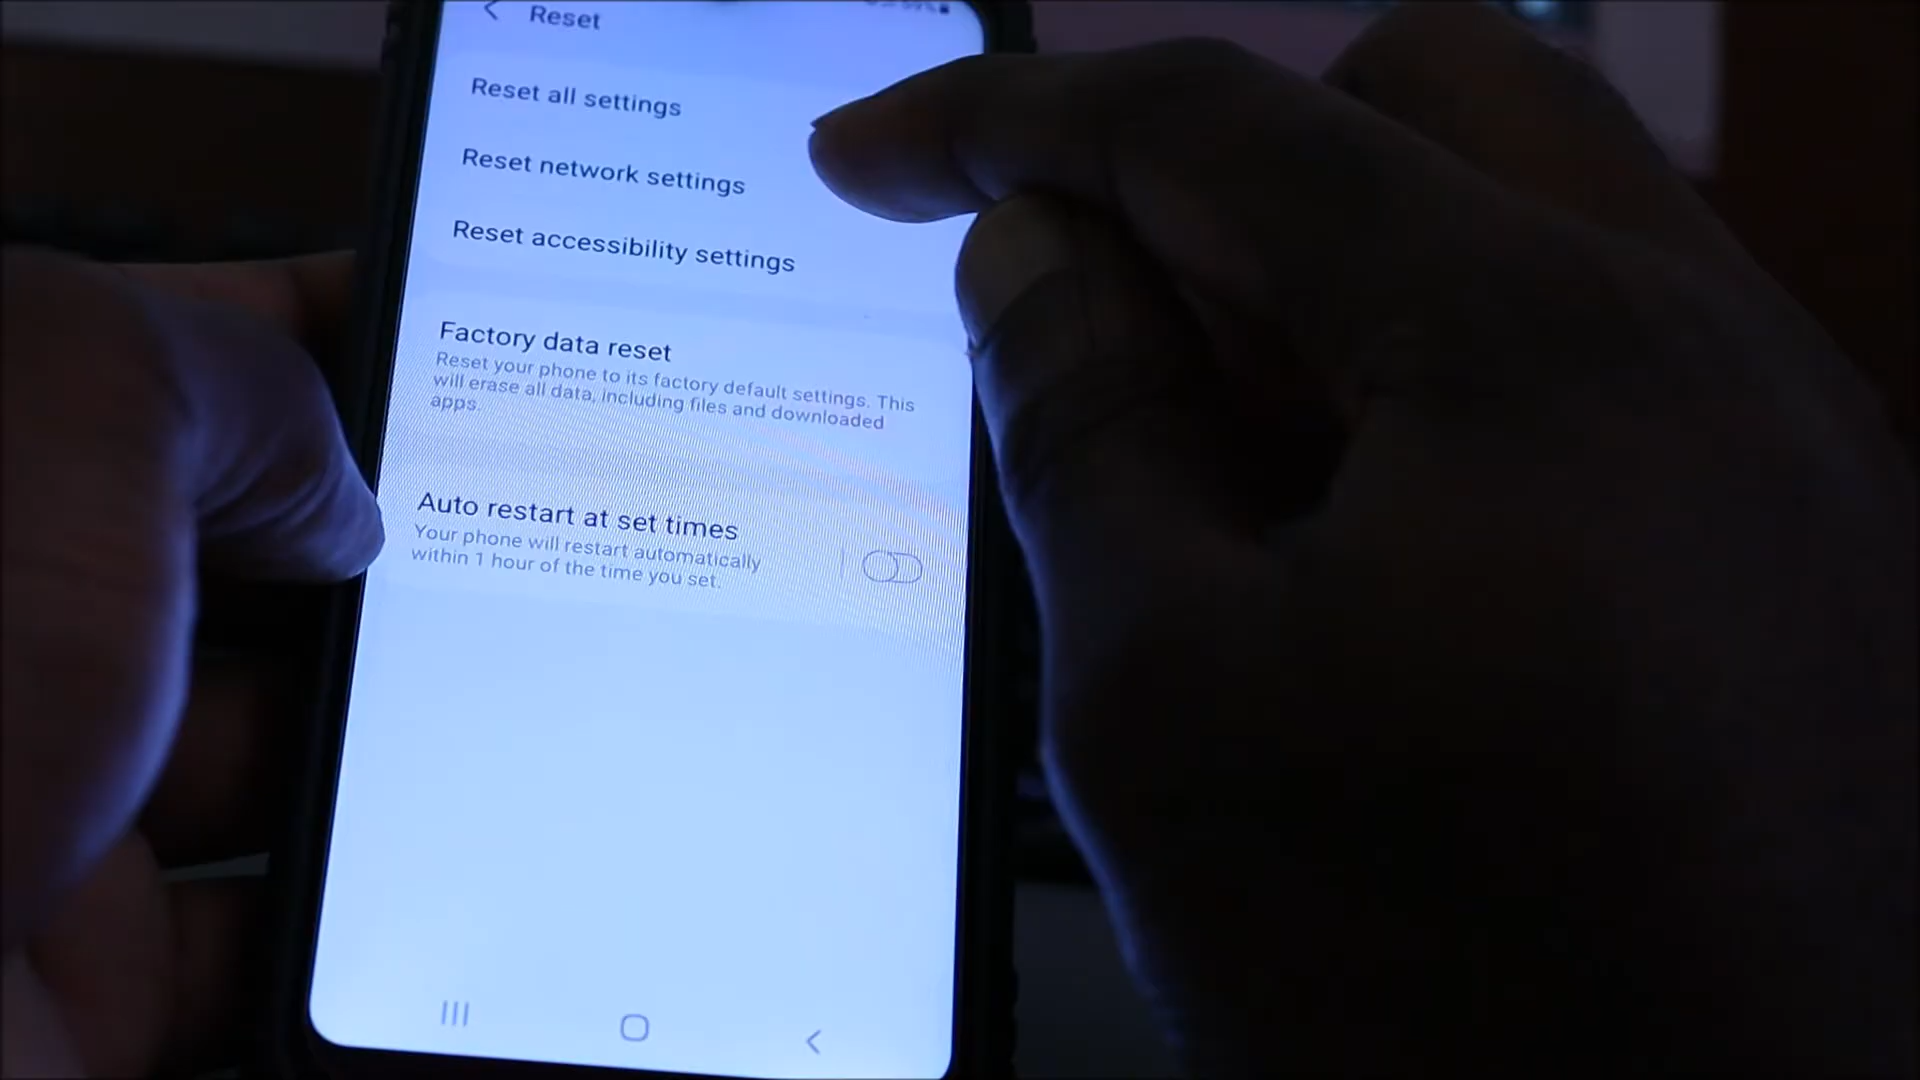 Reset
Reset all settings
Reset network settings
Reset accessibility settings
Factory data reset
Reset your phone to its factory default settings. This
will erase all data, including files and downloaded
apps.
Auto restart at set times
Your phone will restart automatically
within 1 hour of the time you set.